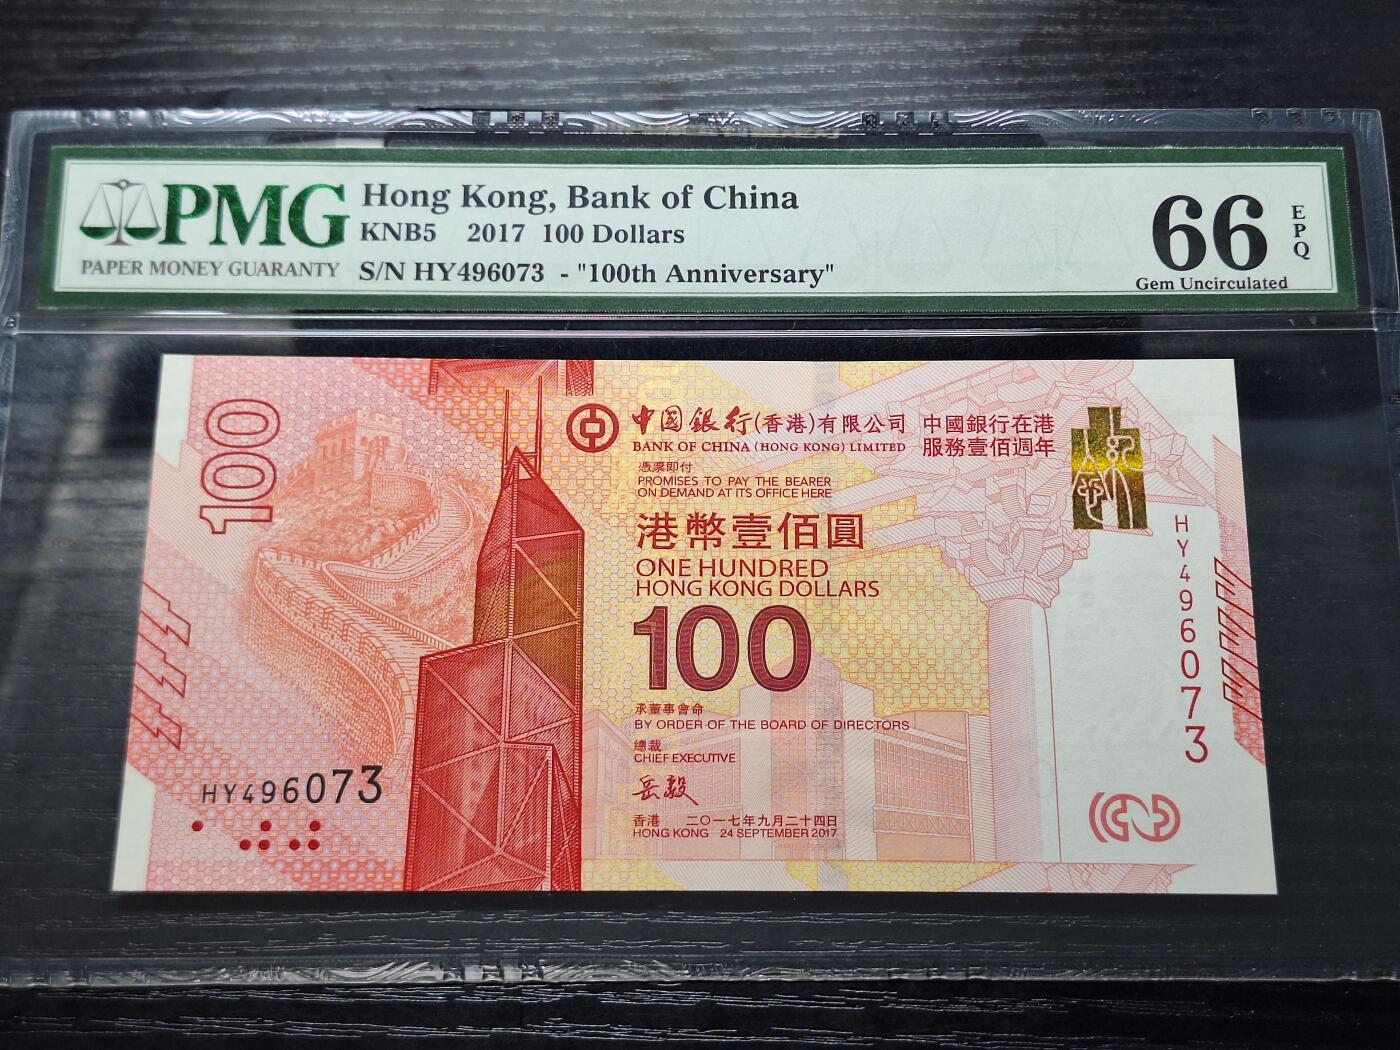 PMG
PAPER MONEY GUARANTY
Hong Kong, Bank of China
KNB5 2017 100 Dollars
S/N HY496073 - "100th Anniversary"
66
EPQ
Gem Uncirculated
100
中国銀行(香港)有限公司
BANK OF CHINA (HONG KONG) LIMITED
中國銀行在港
服務壹佰週年
憑票即付
PROMISES TO PAY THE BEARER
ON DEMAND AT ITS OFFICE HERE
港幣壹佰圓
ONE HUNDRED
HONG KONG DOLLARS
100
承董事會命
BY ORDER OF THE BOARD OF DIRECTORS
總裁
CHIEF EXECUTIVE
岳毅
香港 二〇一七年九月二十四日
HONG KONG 24 SEPTEMBER 2017
HY496073
HY496073